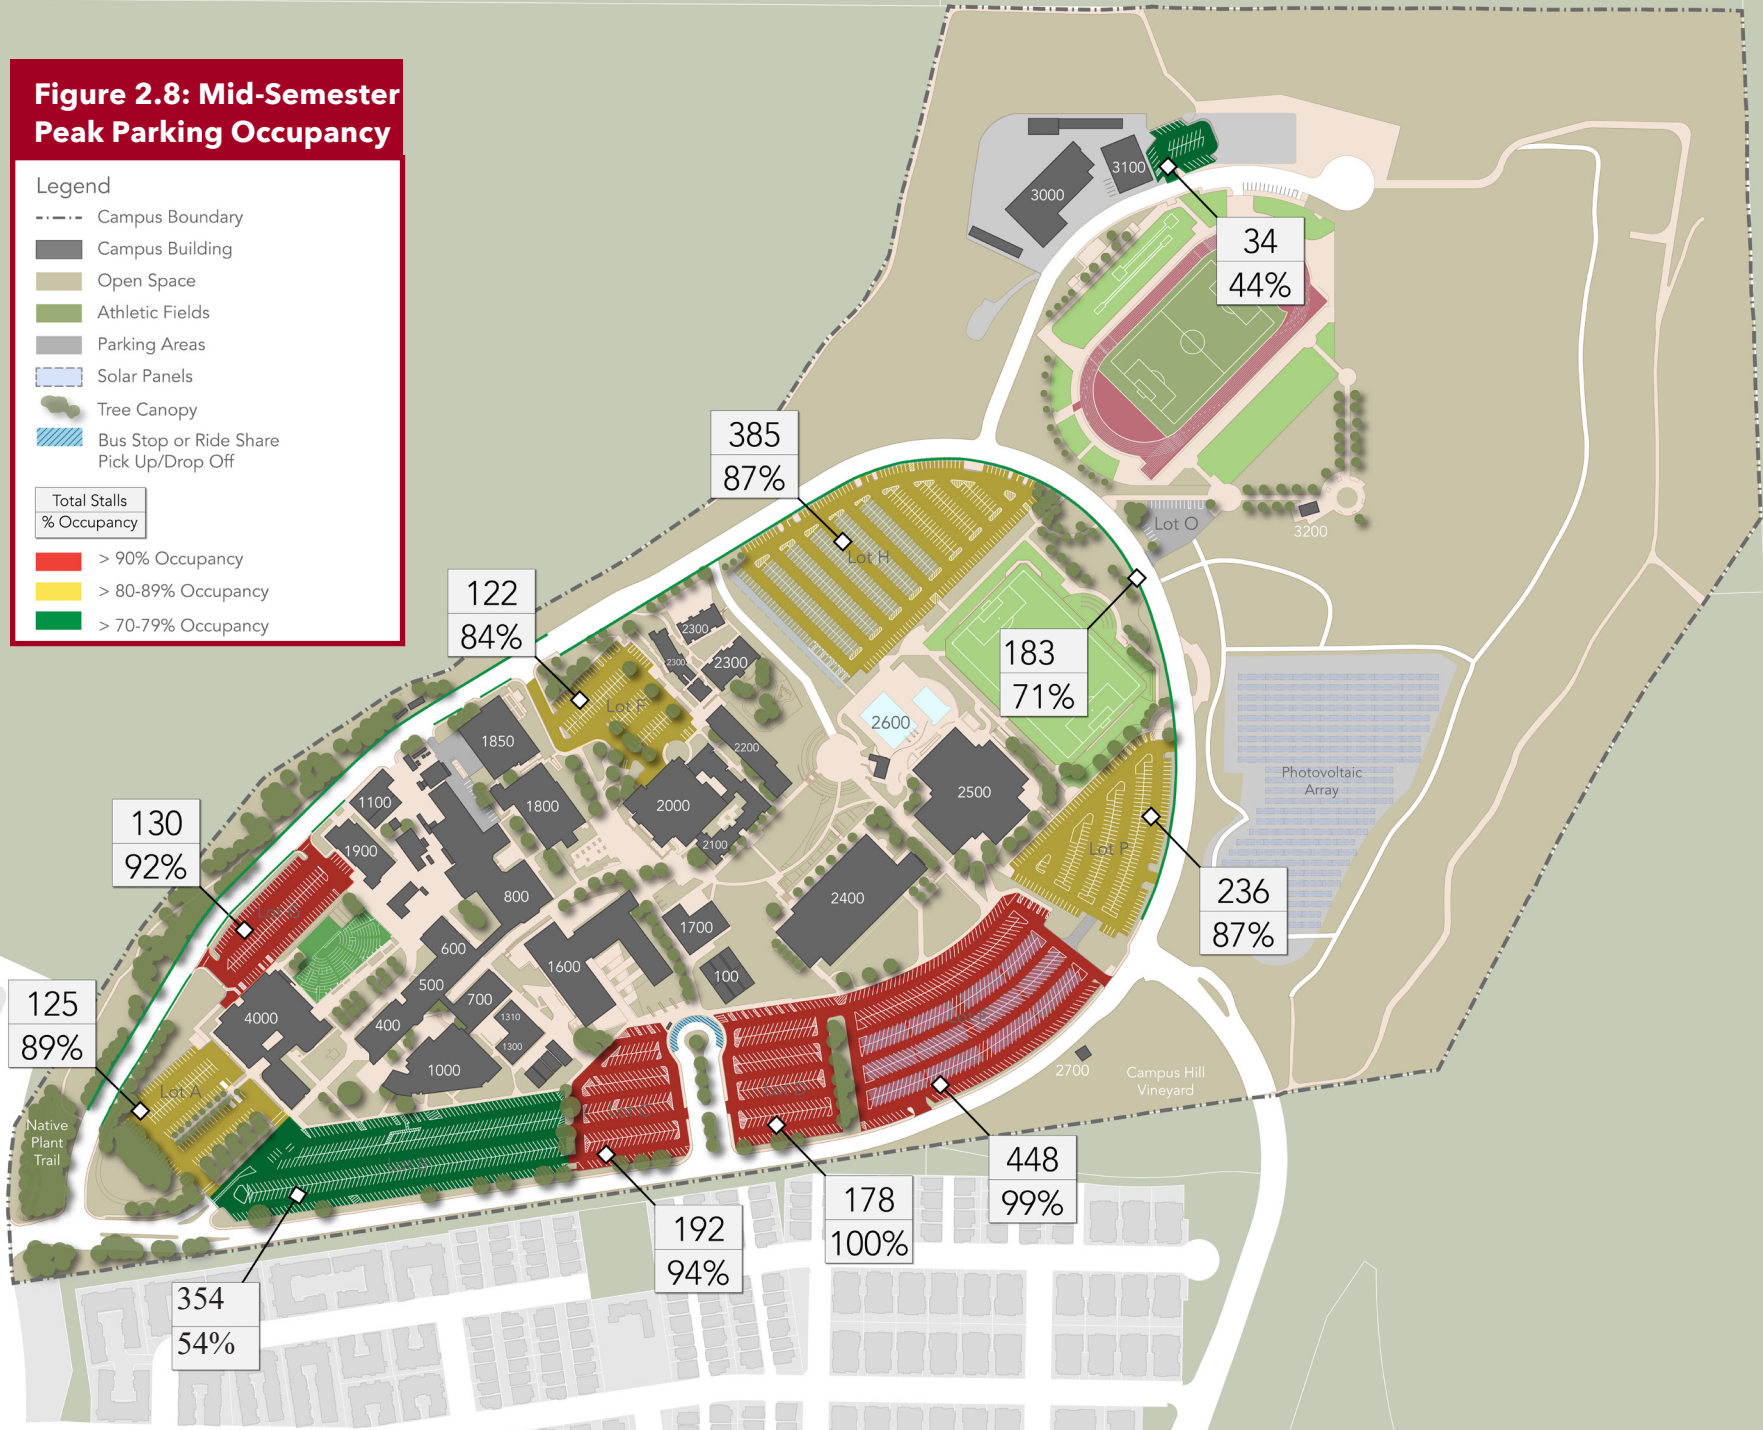 Figure 2.8: Mid-Semester
Peak Parking Occupancy
Legend
Campus Boundary
Campus Building
Open Space
Athletic Fields
Parking Areas
Solar Panels
Tree Canopy
Bus Stop or Ride Share
Pick Up/Drop Off
Total Stalls
% Occupancy
> 90% Occupancy
> 80-89% Occupancy
> 70-79% Occupancy
3100
3000
34
44%
385
87%
Lot O
3200
Lot H
122
84%
2300
2300
2300
183
71%
Lot F
2600
1850
2200
Photovoltaic
Array
1100
1800
2000
2500
130
92%
1900
2100
Lot P
800
2400
236
87%
1700
600
1600
100
500
700
125
89%
4000
400
1310
1300
1000
2700
Campus Hill
Vineyard
Lot A
Native
Plant
Trail
448
99%
178
100%
192
94%
354
54%